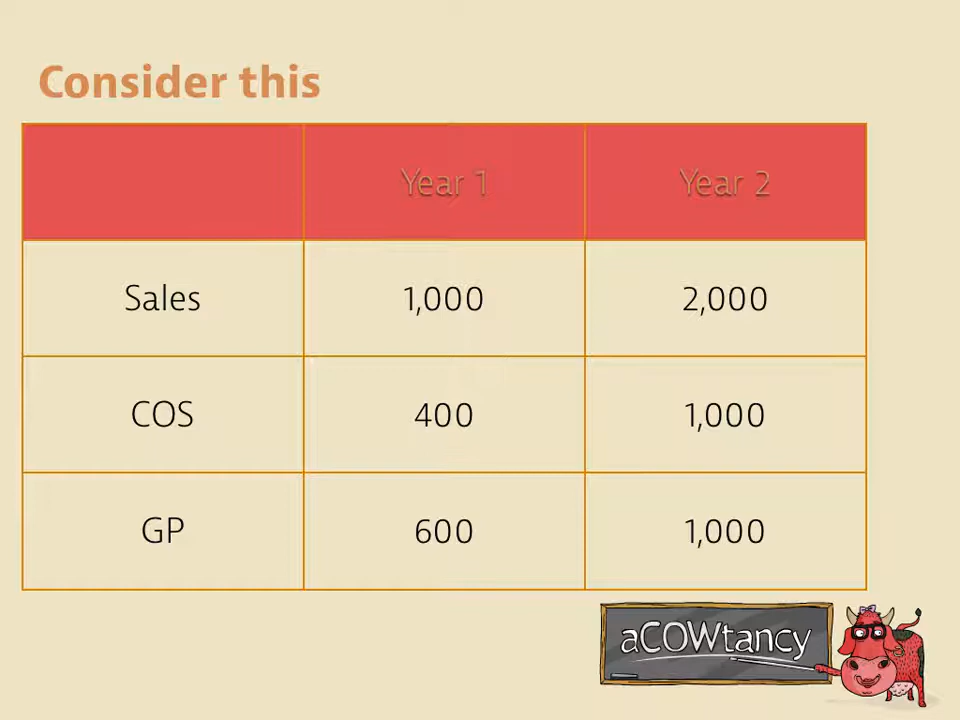 Consider this
Year 1 Year 2
Sales 1,000 2,000
COS 400 1,000
GP 600 1,000
aCOWtancy